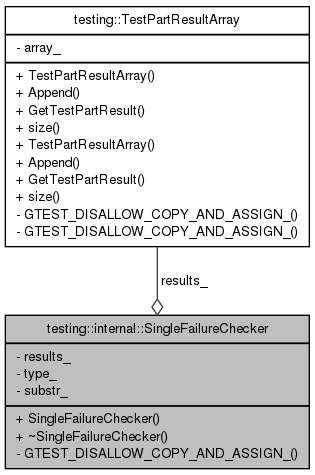 testing::TestPartResultArray
- array_
+ TestPartResultArray()
+ Append()
+ GetTestPartResult()
+ size()
+ TestPartResultArray()
+ Append()
+ GetTestPartResult()
+ size()
- GTEST_DISALLOW_COPY_AND_ASSIGN_()
- GTEST_DISALLOW_COPY_AND_ASSIGN_()
results_
testing::internal::SingleFailureChecker
- results_
- type_
- substr_
+ SingleFailureChecker()
+ ~SingleFailureChecker()
- GTEST_DISALLOW_COPY_AND_ASSIGN_()